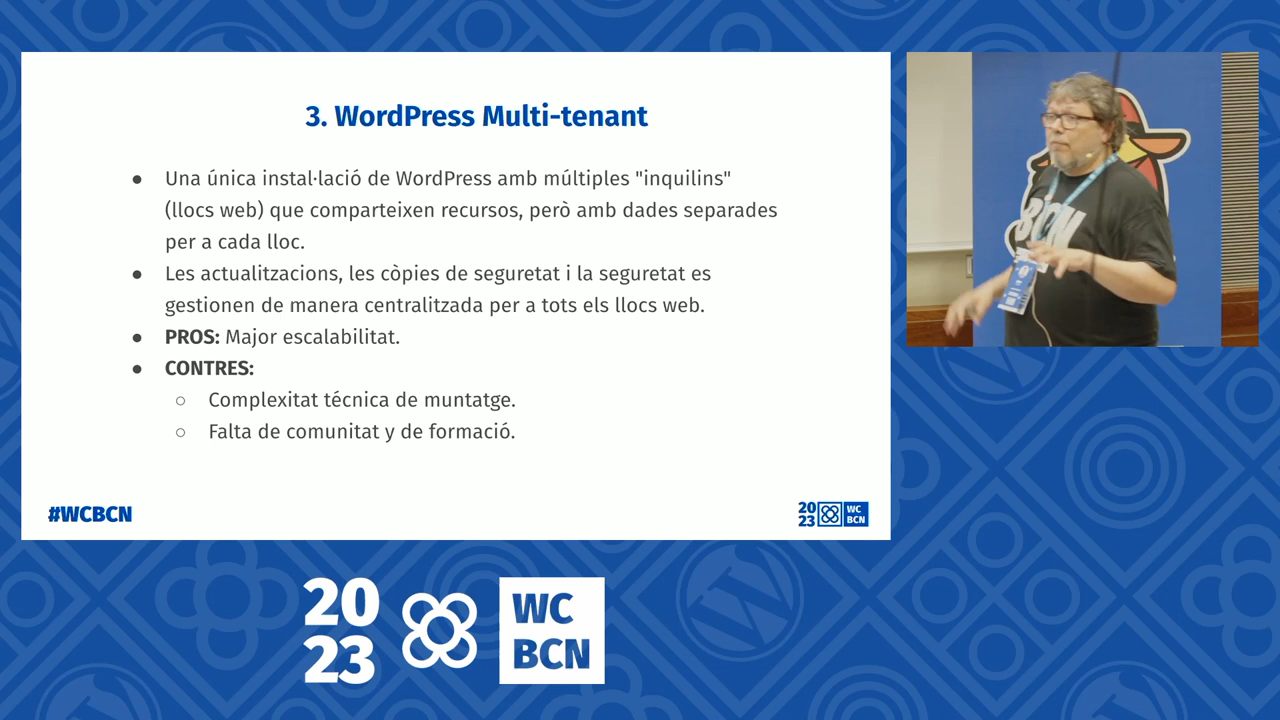 3. WordPress Multi-tenant
● Una única instal·lació de WordPress amb múltiples "inquilins"
(llocs web) que comparteixen recursos, però amb dades separades
per a cada lloc.
● Les actualitzacions, les còpies de seguretat i la seguretat es
gestionen de manera centralitzada per a tots els llocs web.
● PROS: Major escalabilitat.
● CONTRES:
○ Complexitat técnica de muntatge.
○ Falta de comunitat y de formació.
#WCBCN
20
23
WC
BCN
BCN
20
23
WC
BCN